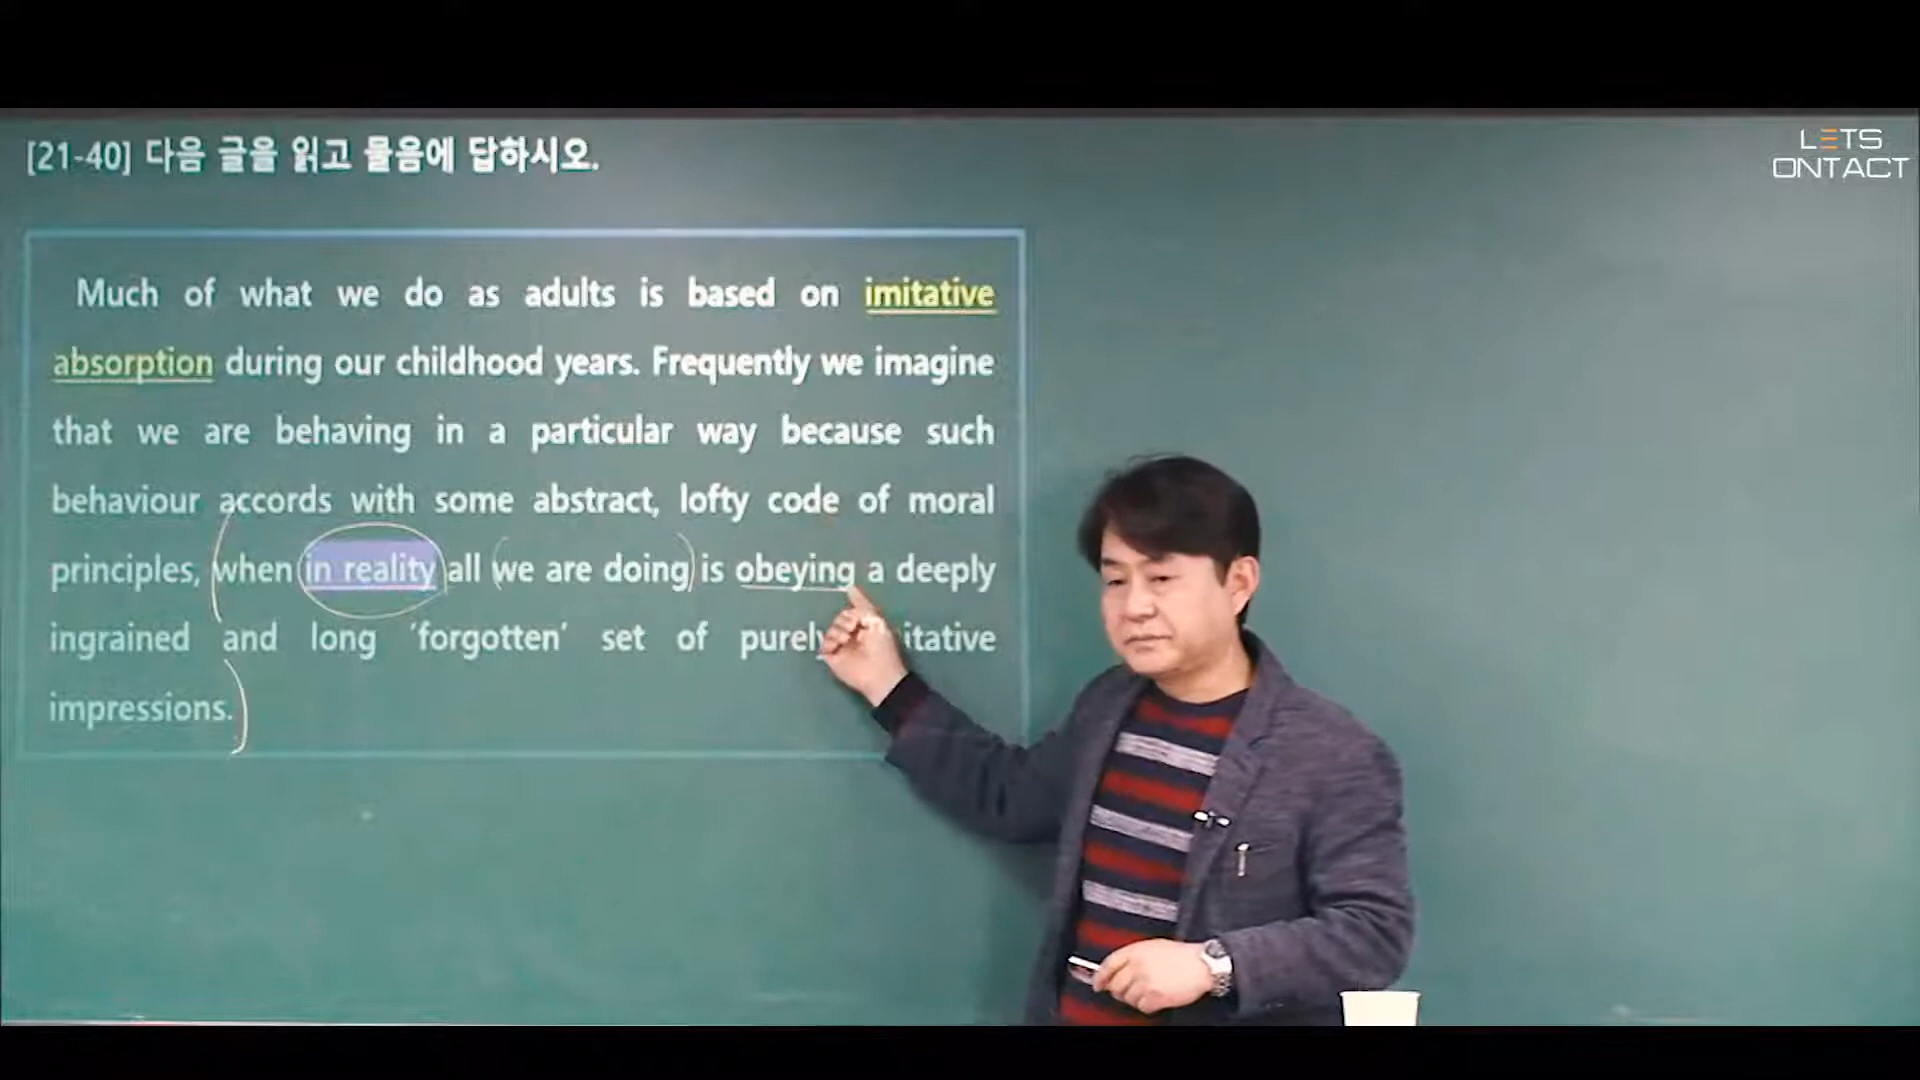 [21-40] 다음 글을 읽고 물음에 답하시오.
LETS
ONTACT
Much of what we do as adults is based on imitative
absorption during our childhood years. Frequently we imagine
that we are behaving in a particular way because such
behaviour accords with some abstract, lofty code of moral
principles, when in reality all we are doing is obeying a deeply
ingrained and long ‘forgotten’ set of purely
impressions.